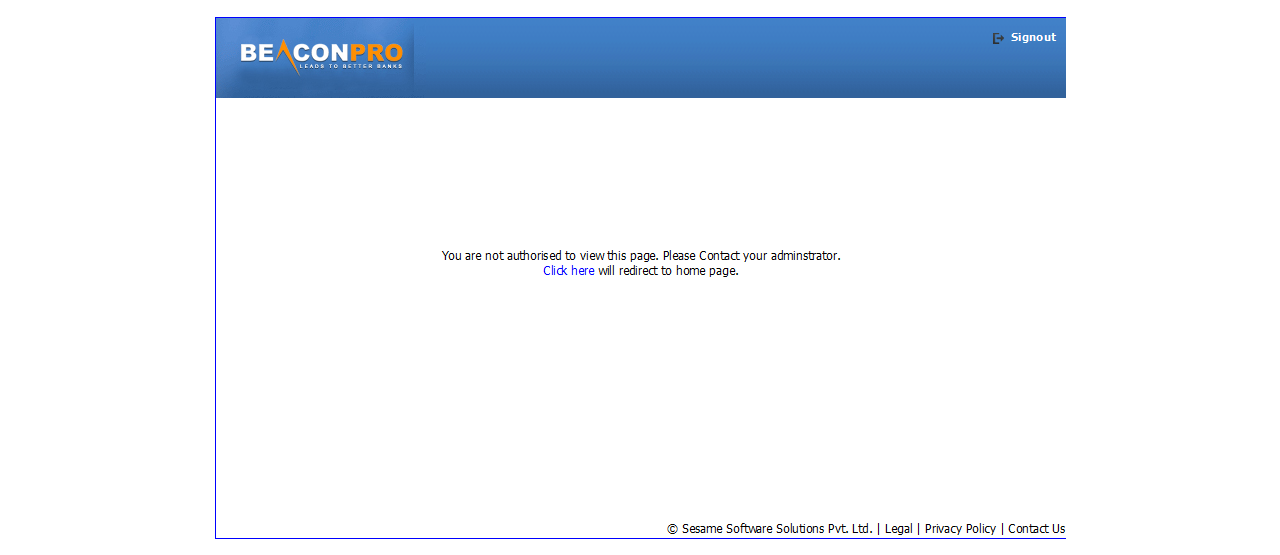 BEACONPRO
LEADS TO BETTER BANKS
Signout
You are not authorised to view this page. Please Contact your adminstrator.
Click here will redirect to home page.
© Sesame Software Solutions Pvt. Ltd. | Legal | Privacy Policy | Contact Us